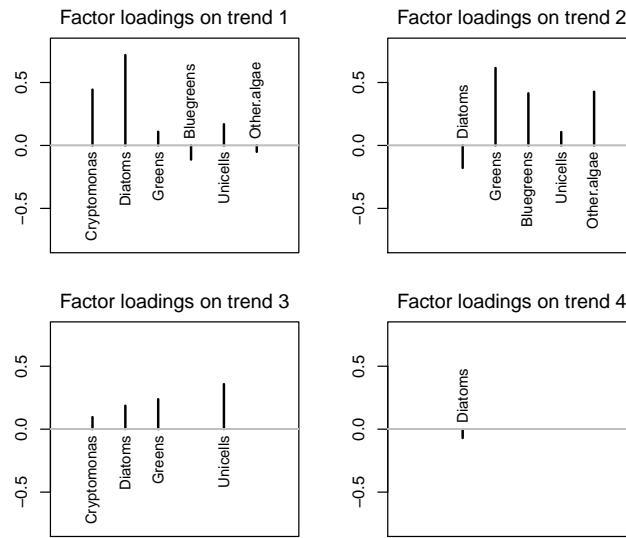 Factor loadings on trend 1
0.5
0.0
−0.5
Cryptomonas
Diatoms
Greens
Bluegreens
Unicells
Other.algae
Factor loadings on trend 2
0.5
0.0
−0.5
Diatoms
Greens
Bluegreens
Unicells
Other.algae
Factor loadings on trend 3
0.5
0.0
−0.5
Cryptomonas
Diatoms
Greens
Unicells
Factor loadings on trend 4
0.5
0.0
−0.5
Diatoms